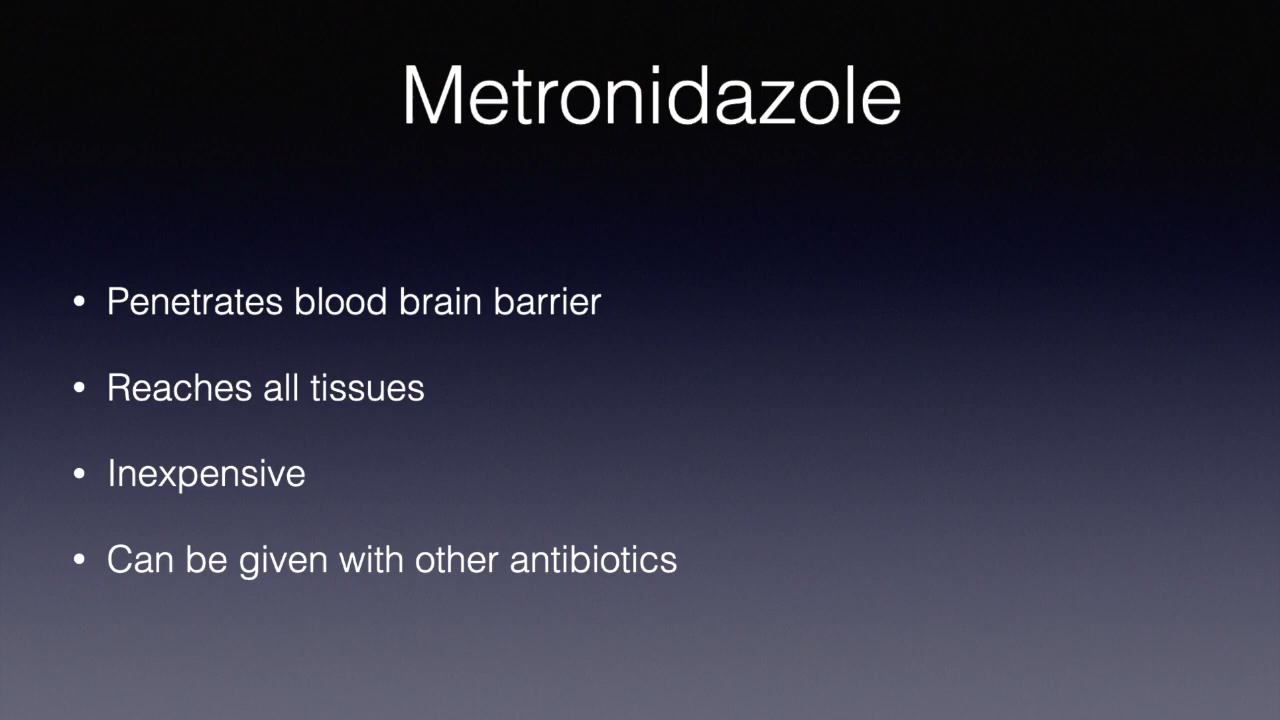 Metronidazole
• Penetrates blood brain barrier
• Reaches all tissues
• Inexpensive
• Can be given with other antibiotics